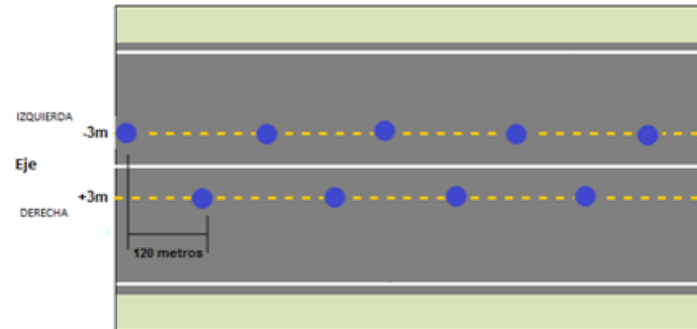 IZQUIERDA
-3m
Eje
+3m
DERECHA
120 metros